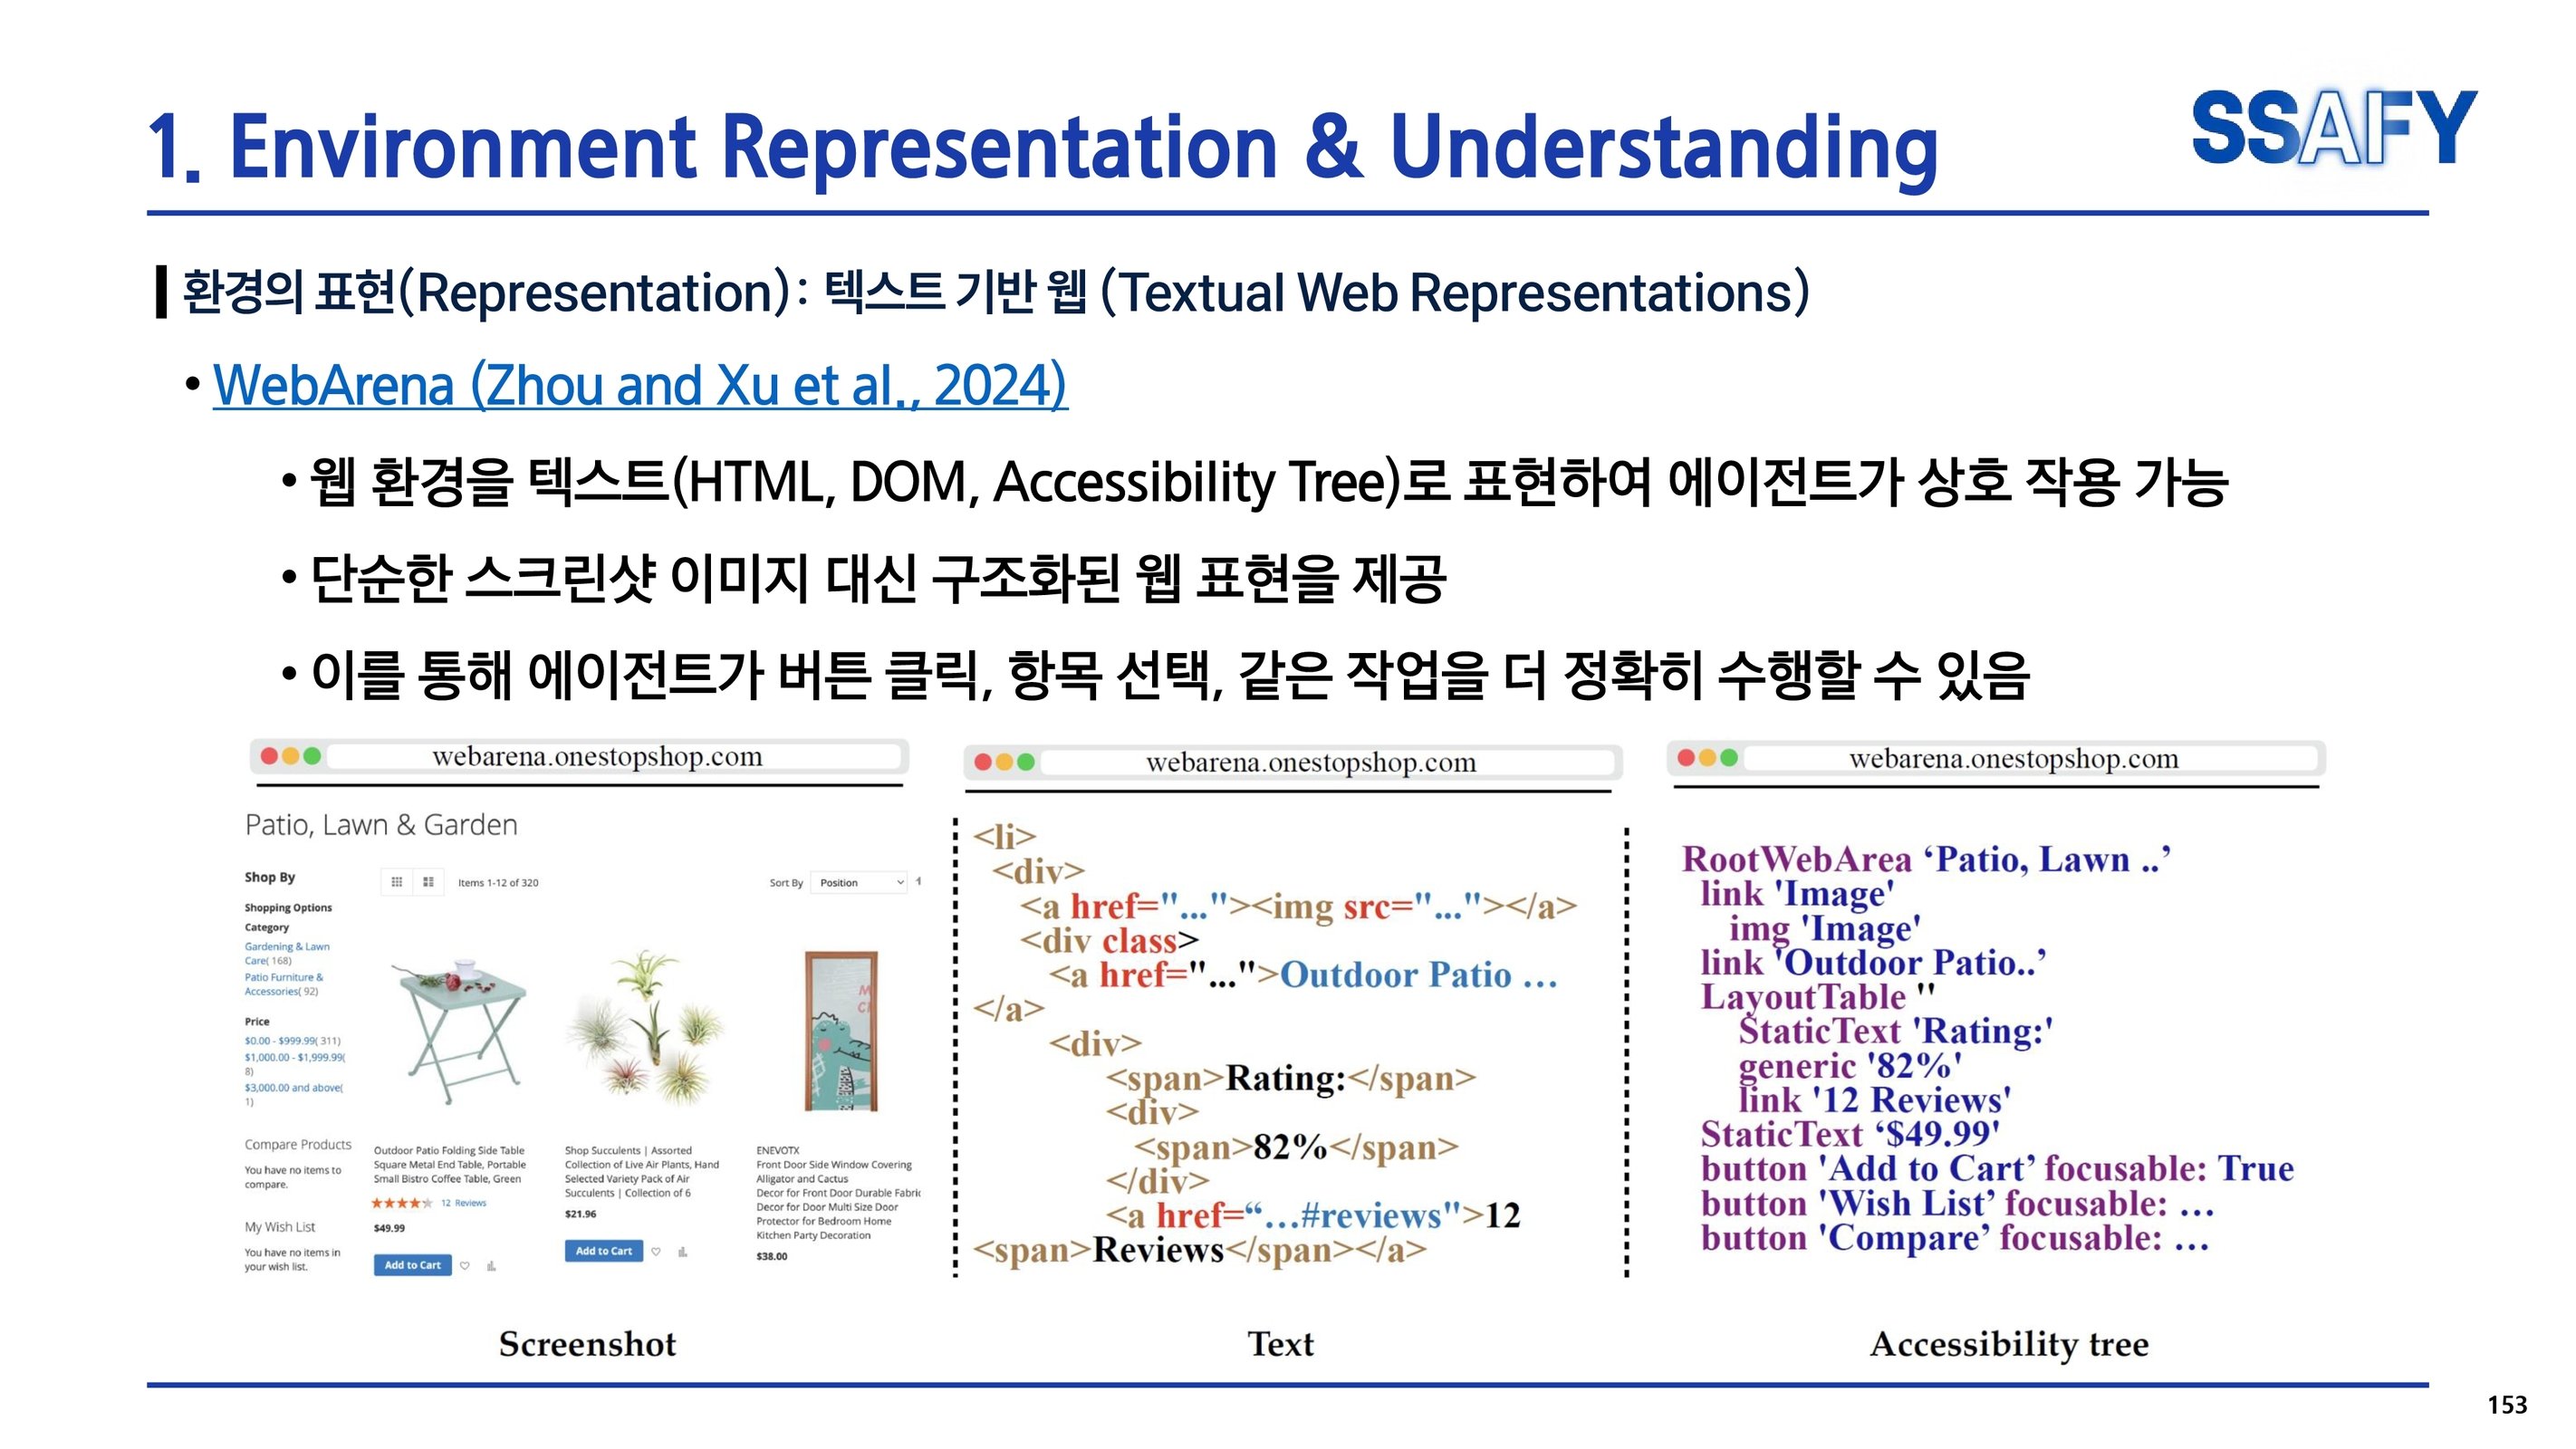 1. Environment Representation & Understanding
SSAFY
환경의 표현(Representation): 텍스트 기반 웹 (Textual Web Representations)
• WebArena (Zhou and Xu et al., 2024)
• 웹 환경을 텍스트(HTML, DOM, Accessibility Tree)로 표현하여 에이전트가 상호 작용 가능
• 단순한 스크린샷 이미지 대신 구조화된 웹 표현을 제공
• 이를 통해 에이전트가 버튼 클릭, 항목 선택, 같은 작업을 더 정확히 수행할 수 있음
webarena.onestopshop.com
Patio, Lawn & Garden
Shop By
Items 1-12 of 320
Sort By Position
Shopping Options
Category
Gardening & Lawn
Care( 168)
Patio Furniture &
Accessories( 92)
Price
$0.00 - $999.99( 311)
$1,000.00 - $1,999.99(
8)
$3,000.00 and above(
1)
Compare Products
You have no items to
compare.
My Wish List
You have no items in
your wish list.
Outdoor Patio Folding Side Table
Square Metal End Table, Portable
Small Bistro Coffee Table, Green
12 Reviews
$49.99
Add to Cart
Shop Succulents | Assorted
Collection of Live Air Plants, Hand
Selected Variety Pack of Air
Succulents | Collection of 6
$21.96
Add to Cart
ENEVOTX
Front Door Side Window Covering
Alligator and Cactus
Decor for Front Door Durable Fabric
Decor for Door Multi Size Door
Protector for Bedroom Home
Kitchen Party Decoration
$38.00
Screenshot
webarena.onestopshop.com
<li>
<div>
<a href="..."><img src="..."></a>
<div class>
<a href="...">Outdoor Patio …
</a>
<div>
<span>Rating:</span>
<div>
<span>82%</span>
</div>
<a href=“…#reviews">12
<span>Reviews</span></a>
Text
webarena.onestopshop.com
RootWebArea ‘Patio, Lawn ..’
link 'Image'
img 'Image'
link 'Outdoor Patio..’
LayoutTable ''
StaticText 'Rating:'
generic '82%'
link '12 Reviews'
StaticText ‘$49.99'
button 'Add to Cart’ focusable: True
button 'Wish List’ focusable: …
button 'Compare’ focusable: …
Accessibility tree
153